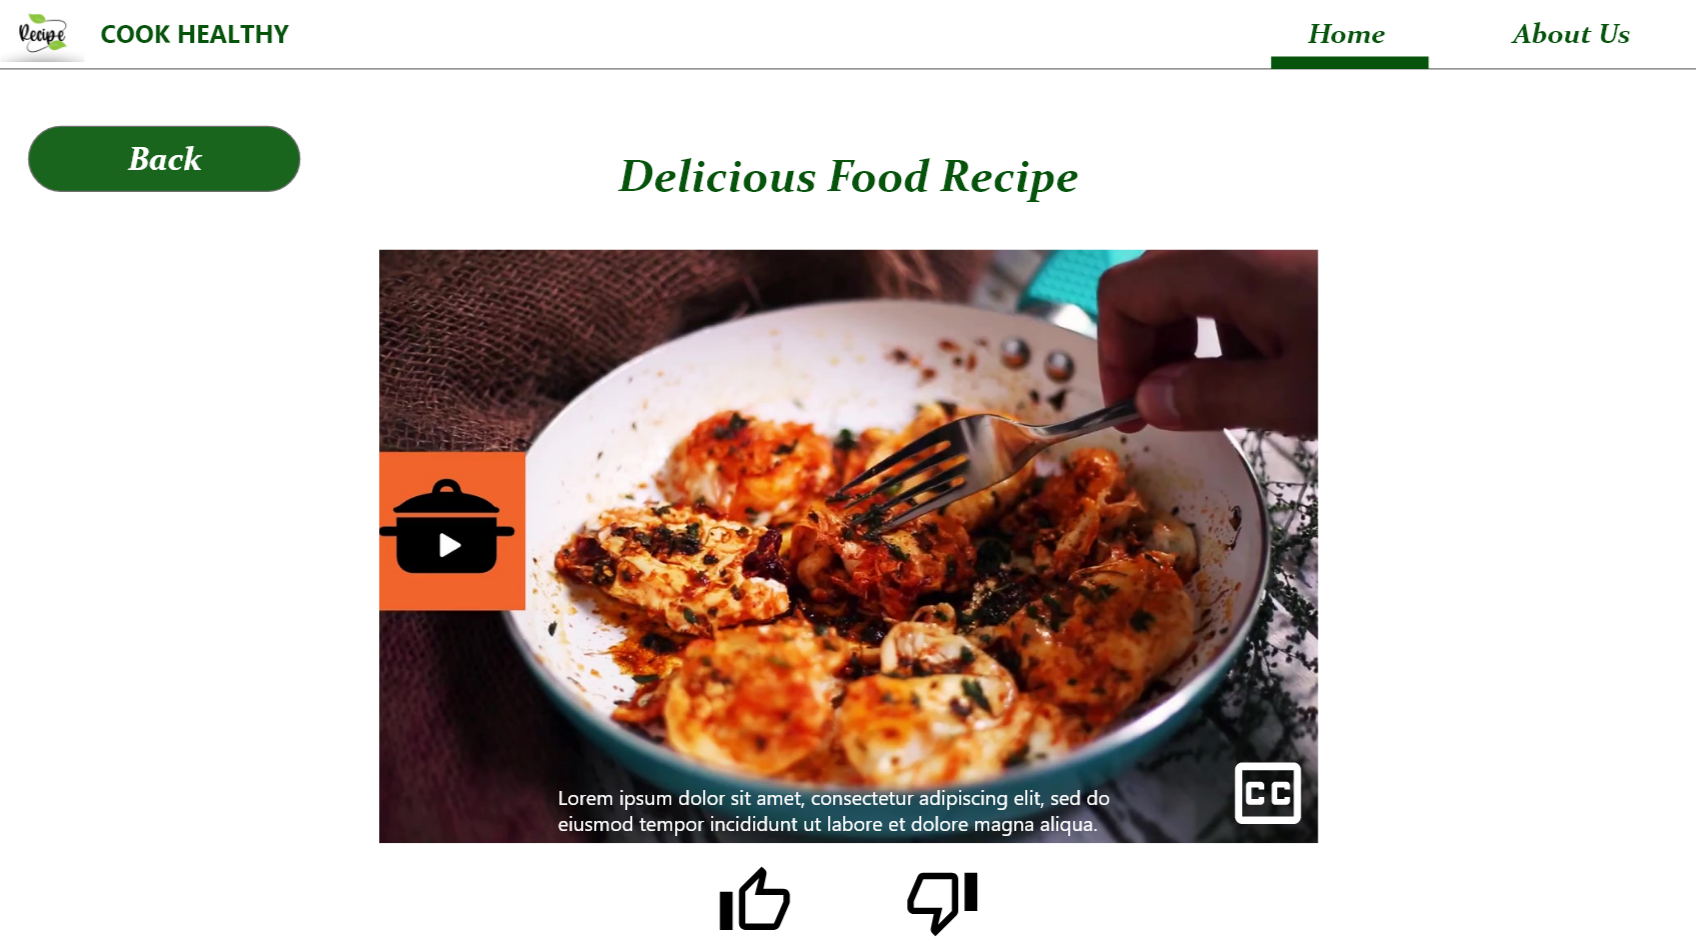 Recipe
COOK HEALTHY
Home
About Us
Back
Delicious Food Recipe
Lorem ipsum dolor sit amet, consectetur adipiscing elit, sed do
eiusmod tempor incididunt ut labore et dolore magna aliqua.
CC